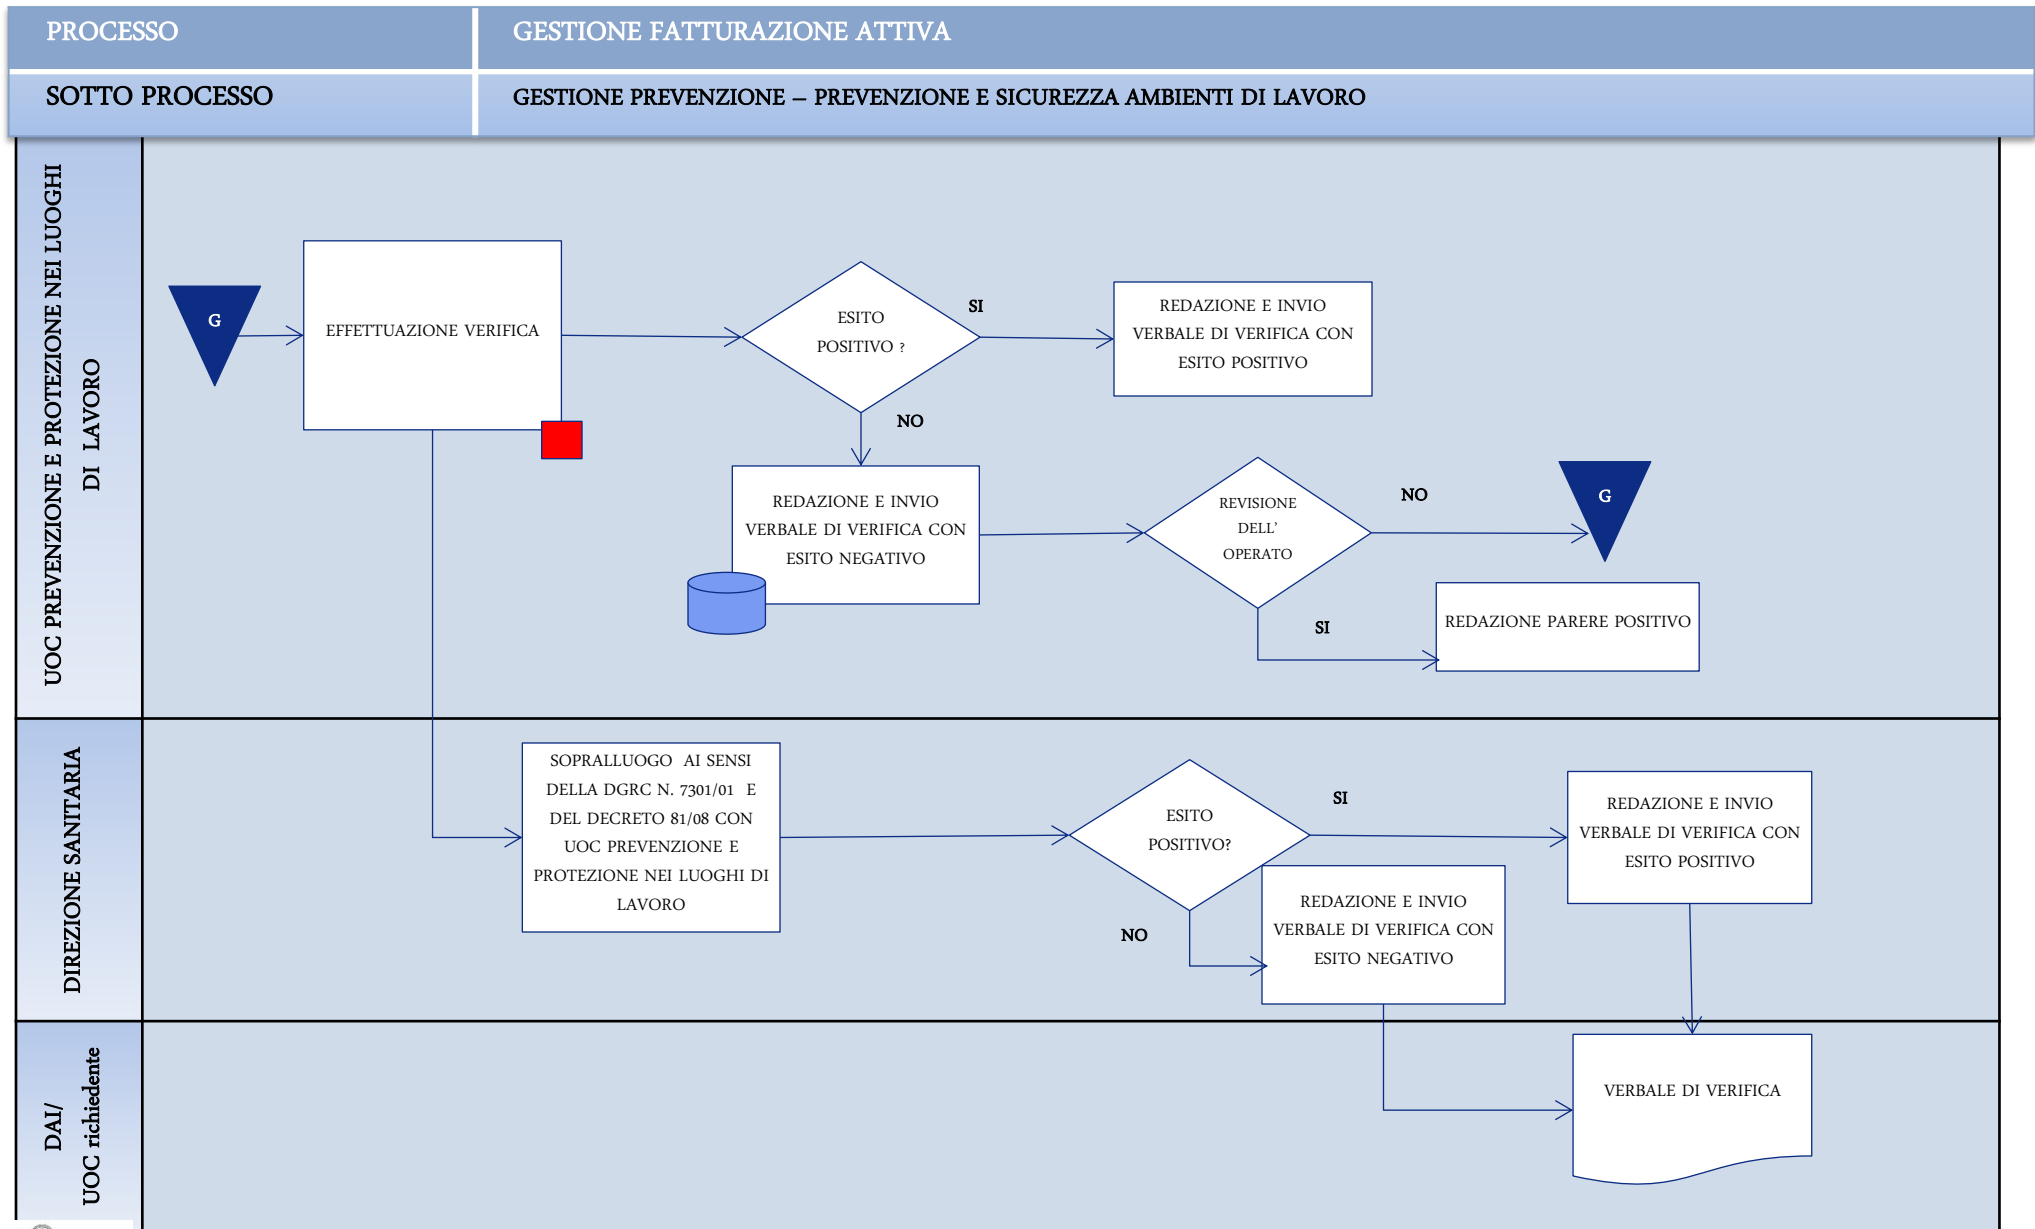 PROCESSO
GESTIONE FATTURAZIONE ATTIVA
SOTTO PROCESSO
GESTIONE PREVENZIONE – PREVENZIONE E SICUREZZA AMBIENTI DI LAVORO
UOC PREVENZIONE E PROTEZIONE NEI LUOGHI
DI LAVORO
G
EFFETTUAZIONE VERIFICA
ESITO
POSITIVO ?
SI
REDAZIONE E INVIO
VERBALE DI VERIFICA CON
ESITO POSITIVO
NO
REDAZIONE E INVIO
VERBALE DI VERIFICA CON
ESITO NEGATIVO
REVISIONE
DELL'
OPERATO
NO
G
SI
REDAZIONE PARERE POSITIVO
DIREZIONE SANITARIA
SOPRALLUOGO AI SENSI
DELLA DGRC N. 7301/01 E
DEL DECRETO 81/08 CON
UOC PREVENZIONE E
PROTEZIONE NEI LUOGHI DI
LAVORO
ESITO
POSITIVO?
SI
REDAZIONE E INVIO
VERBALE DI VERIFICA CON
ESITO POSITIVO
NO
REDAZIONE E INVIO
VERBALE DI VERIFICA CON
ESITO NEGATIVO
DAI/
UOC richiedente
VERBALE DI VERIFICA